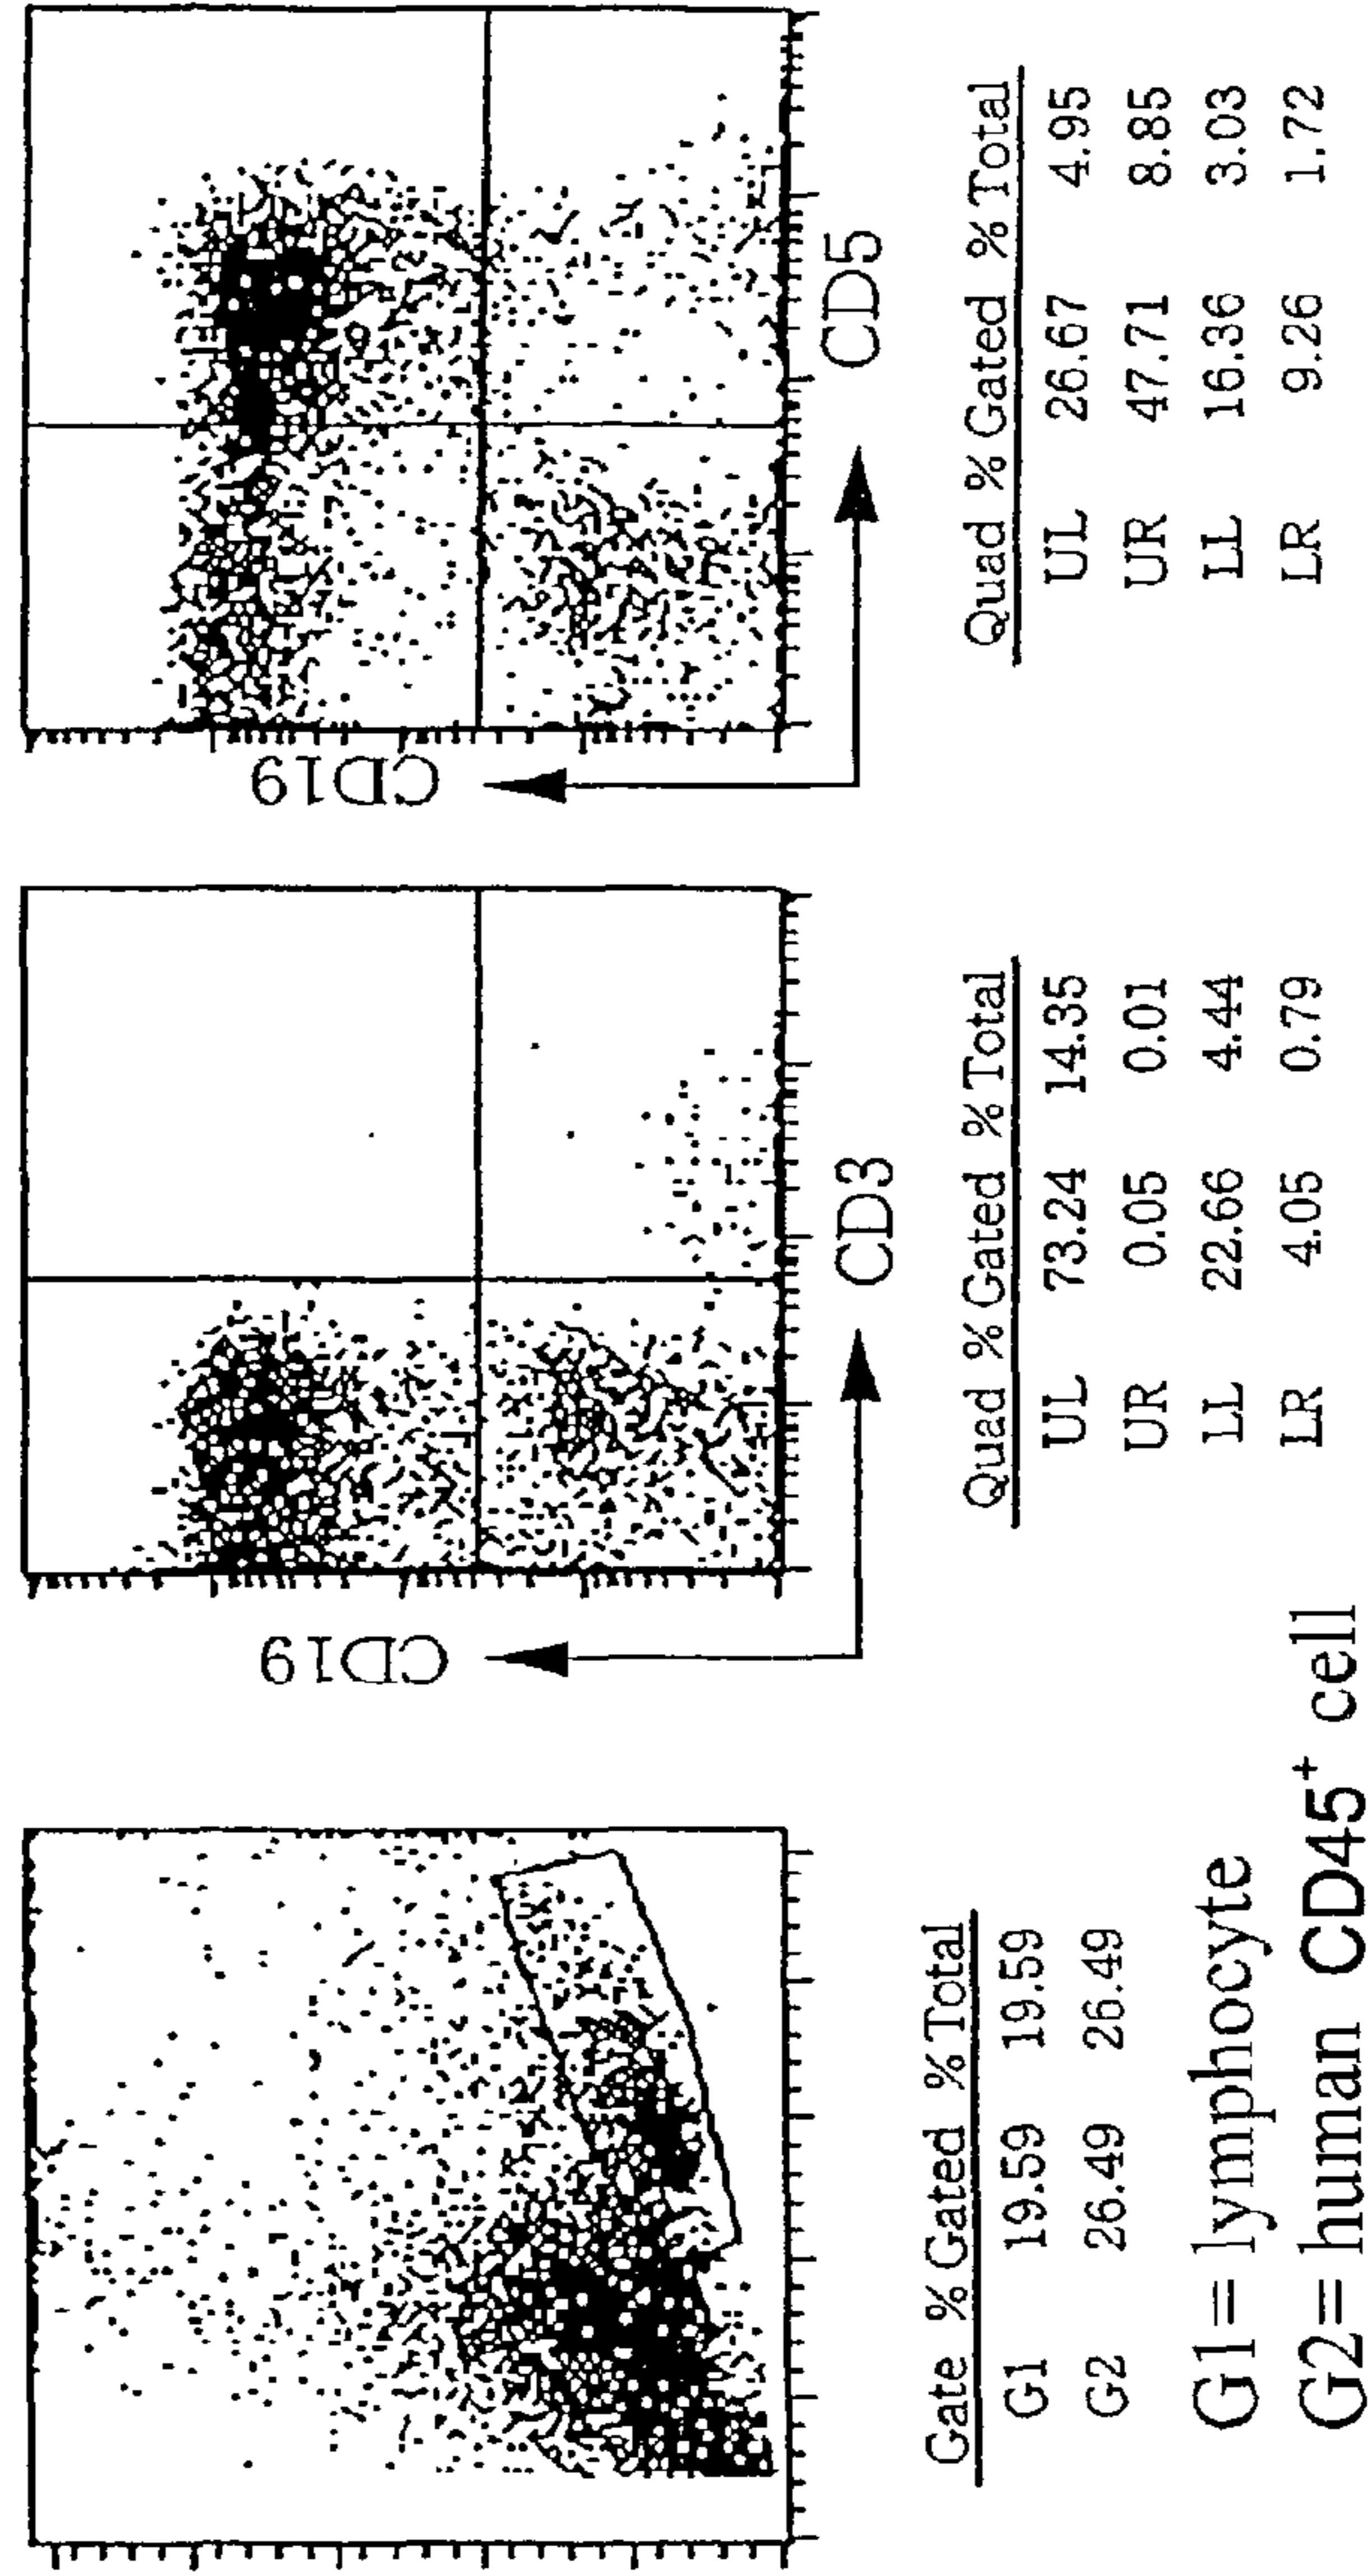 Gate % Gated % Total
G1 19.59 19.59
G2 26.49 26.49
G1= lymphocyte
G2= human CD45⁺ cell
CD19
CD3
Quad % Gated % Total
UL 73.24 14.35
UR 0.05 0.01
LL 22.66 4.44
LR 4.05 0.79
CD19
CD5
Quad % Gated % Total
UL 26.67 4.95
UR 47.71 8.85
LL 16.36 3.03
LR 9.26 1.72